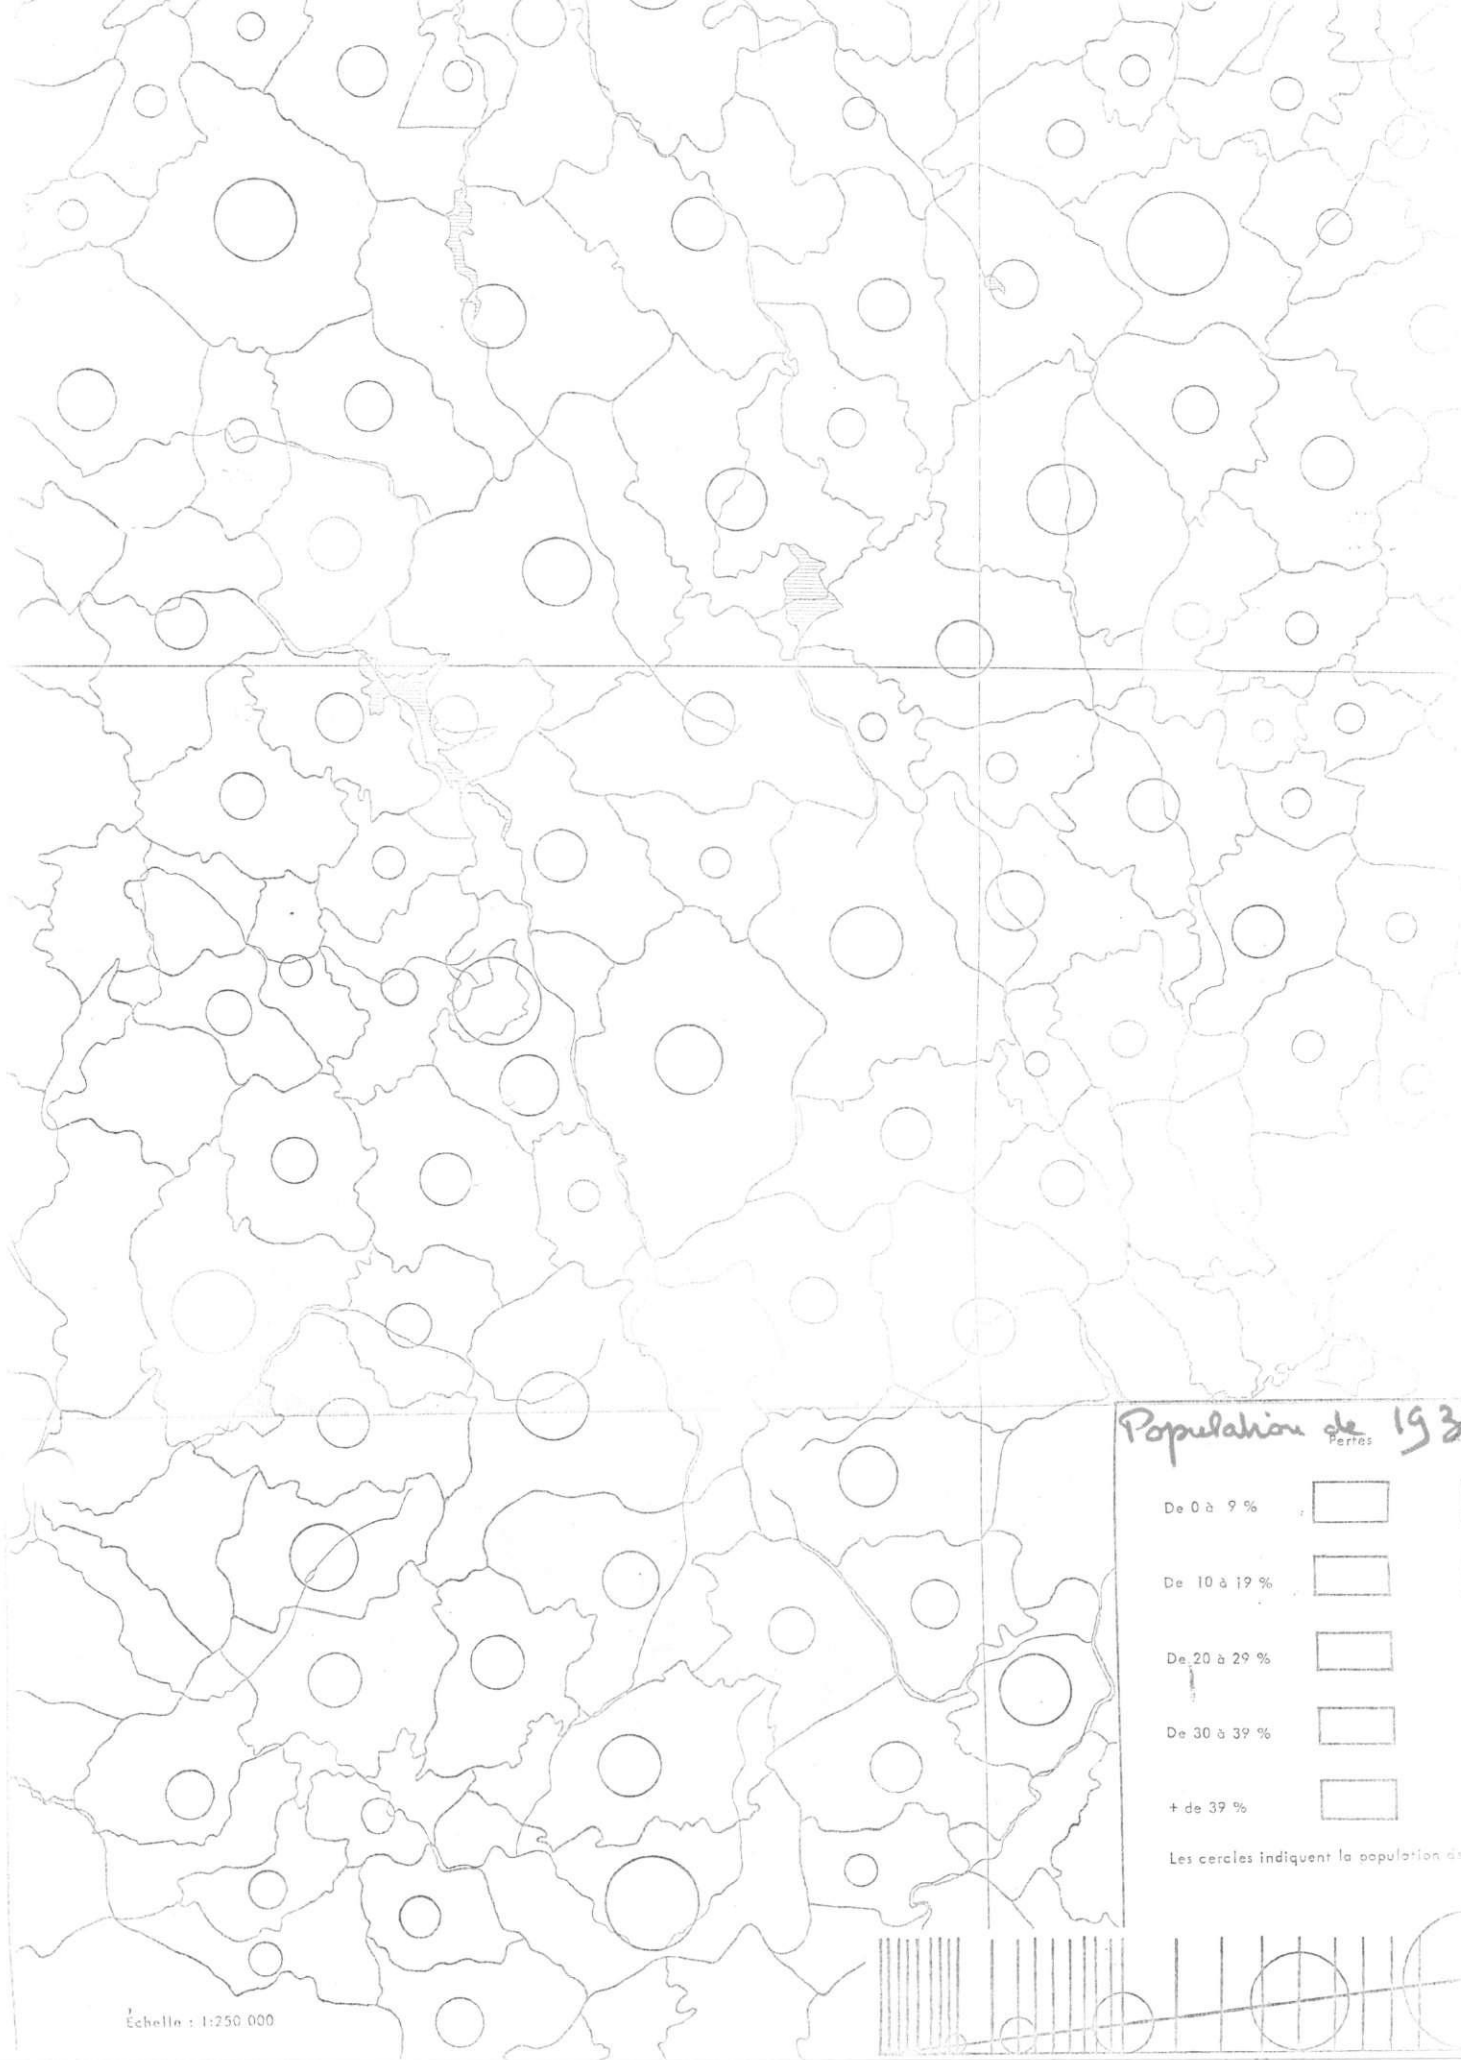 Population de 193
Pertes
De 0 à 9 %
De 10 à 19 %
De 20 à 29 %
De 30 à 39 %
+ de 39 %
Les cercles indiquent la population de
Échelle : 1:250 000